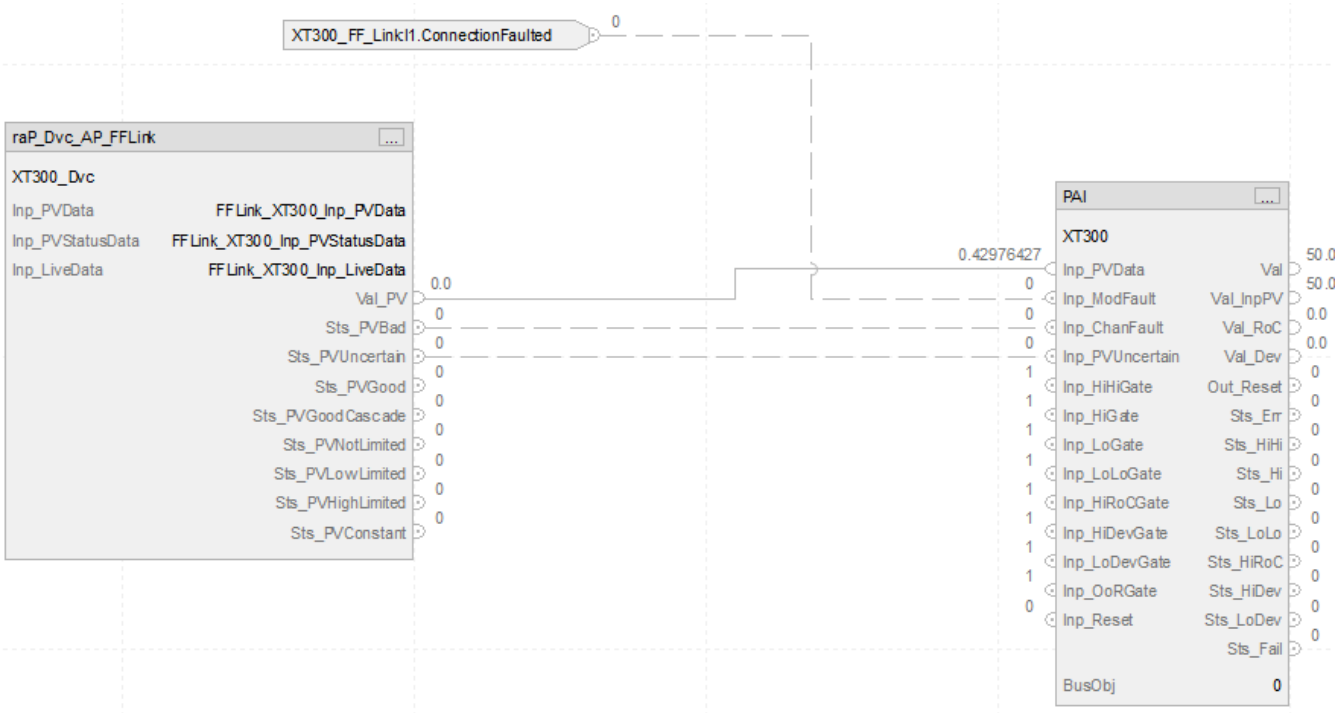 XT300_FF_Link:I1.ConnectionFaulted 0
raP_Dvc_AP_FFLink ...
XT300_Dvc
Inp_PVData FFLink_XT300_Inp_PVData
Inp_PVStatusData FFLink_XT300_Inp_PVStatusData
Inp_LiveData FFLink_XT300_Inp_LiveData
Val_PV 0.0
Sts_PVBad 0
Sts_PVUncertain 0
Sts_PVGood 0
Sts_PVGoodCascade 0
Sts_PVNotLimited 0
Sts_PVLowLimited 0
Sts_PVHighLimited 0
Sts_PVConstant 0
PAI ...
XT300
0.42976427 Inp_PVData Val 50.0
0 Inp_ModFault Val_InpPV 50.0
0 Inp_ChanFault Val_RoC 0.0
0 Inp_PVUncertain Val_Dev 0.0
1 Inp_HiHiGate Out_Reset 0
1 Inp_HiGate Sts_Err 0
1 Inp_LoGate Sts_HiHi 0
1 Inp_LoLoGate Sts_Hi 0
1 Inp_HiRoCGate Sts_Lo 0
1 Inp_HiDevGate Sts_LoLo 0
1 Inp_LoDevGate Sts_HiRoC 0
1 Inp_OoRGate Sts_HiDev 0
0 Inp_Reset Sts_LoDev 0
Sts_Fail 0
BusObj 0